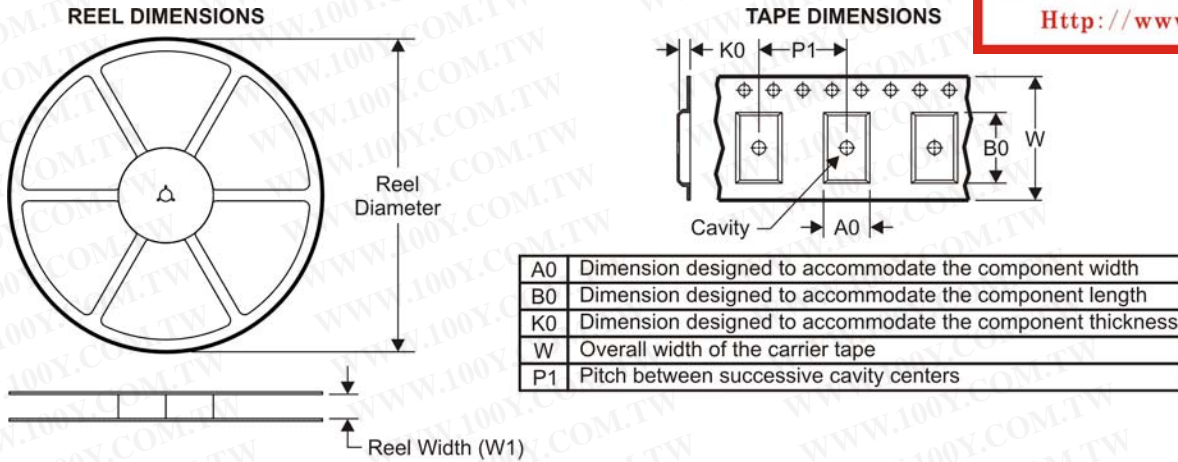 REEL DIMENSIONS
Reel
Diameter
Reel Width (W1)
TAPE DIMENSIONS
Http://www
K0
P1
B0
W
Cavity
A0
A0 Dimension designed to accommodate the component width
B0 Dimension designed to accommodate the component length
K0 Dimension designed to accommodate the component thickness
W Overall width of the carrier tape
P1 Pitch between successive cavity centers
WWW.100Y.COM.TW